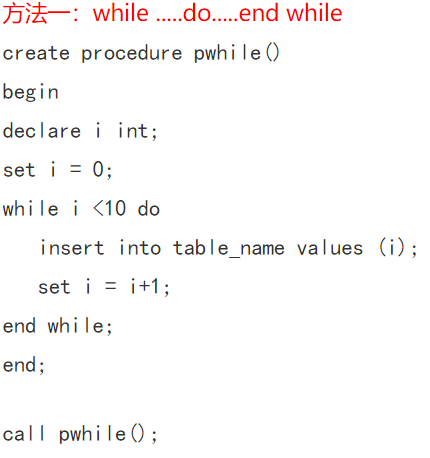 方法一：while .....do.....end while
create procedure pwhile()
begin
declare i int;
set i = 0;
while i <10 do
insert into table_name values (i);
set i = i+1;
end while;
end;
call pwhile();